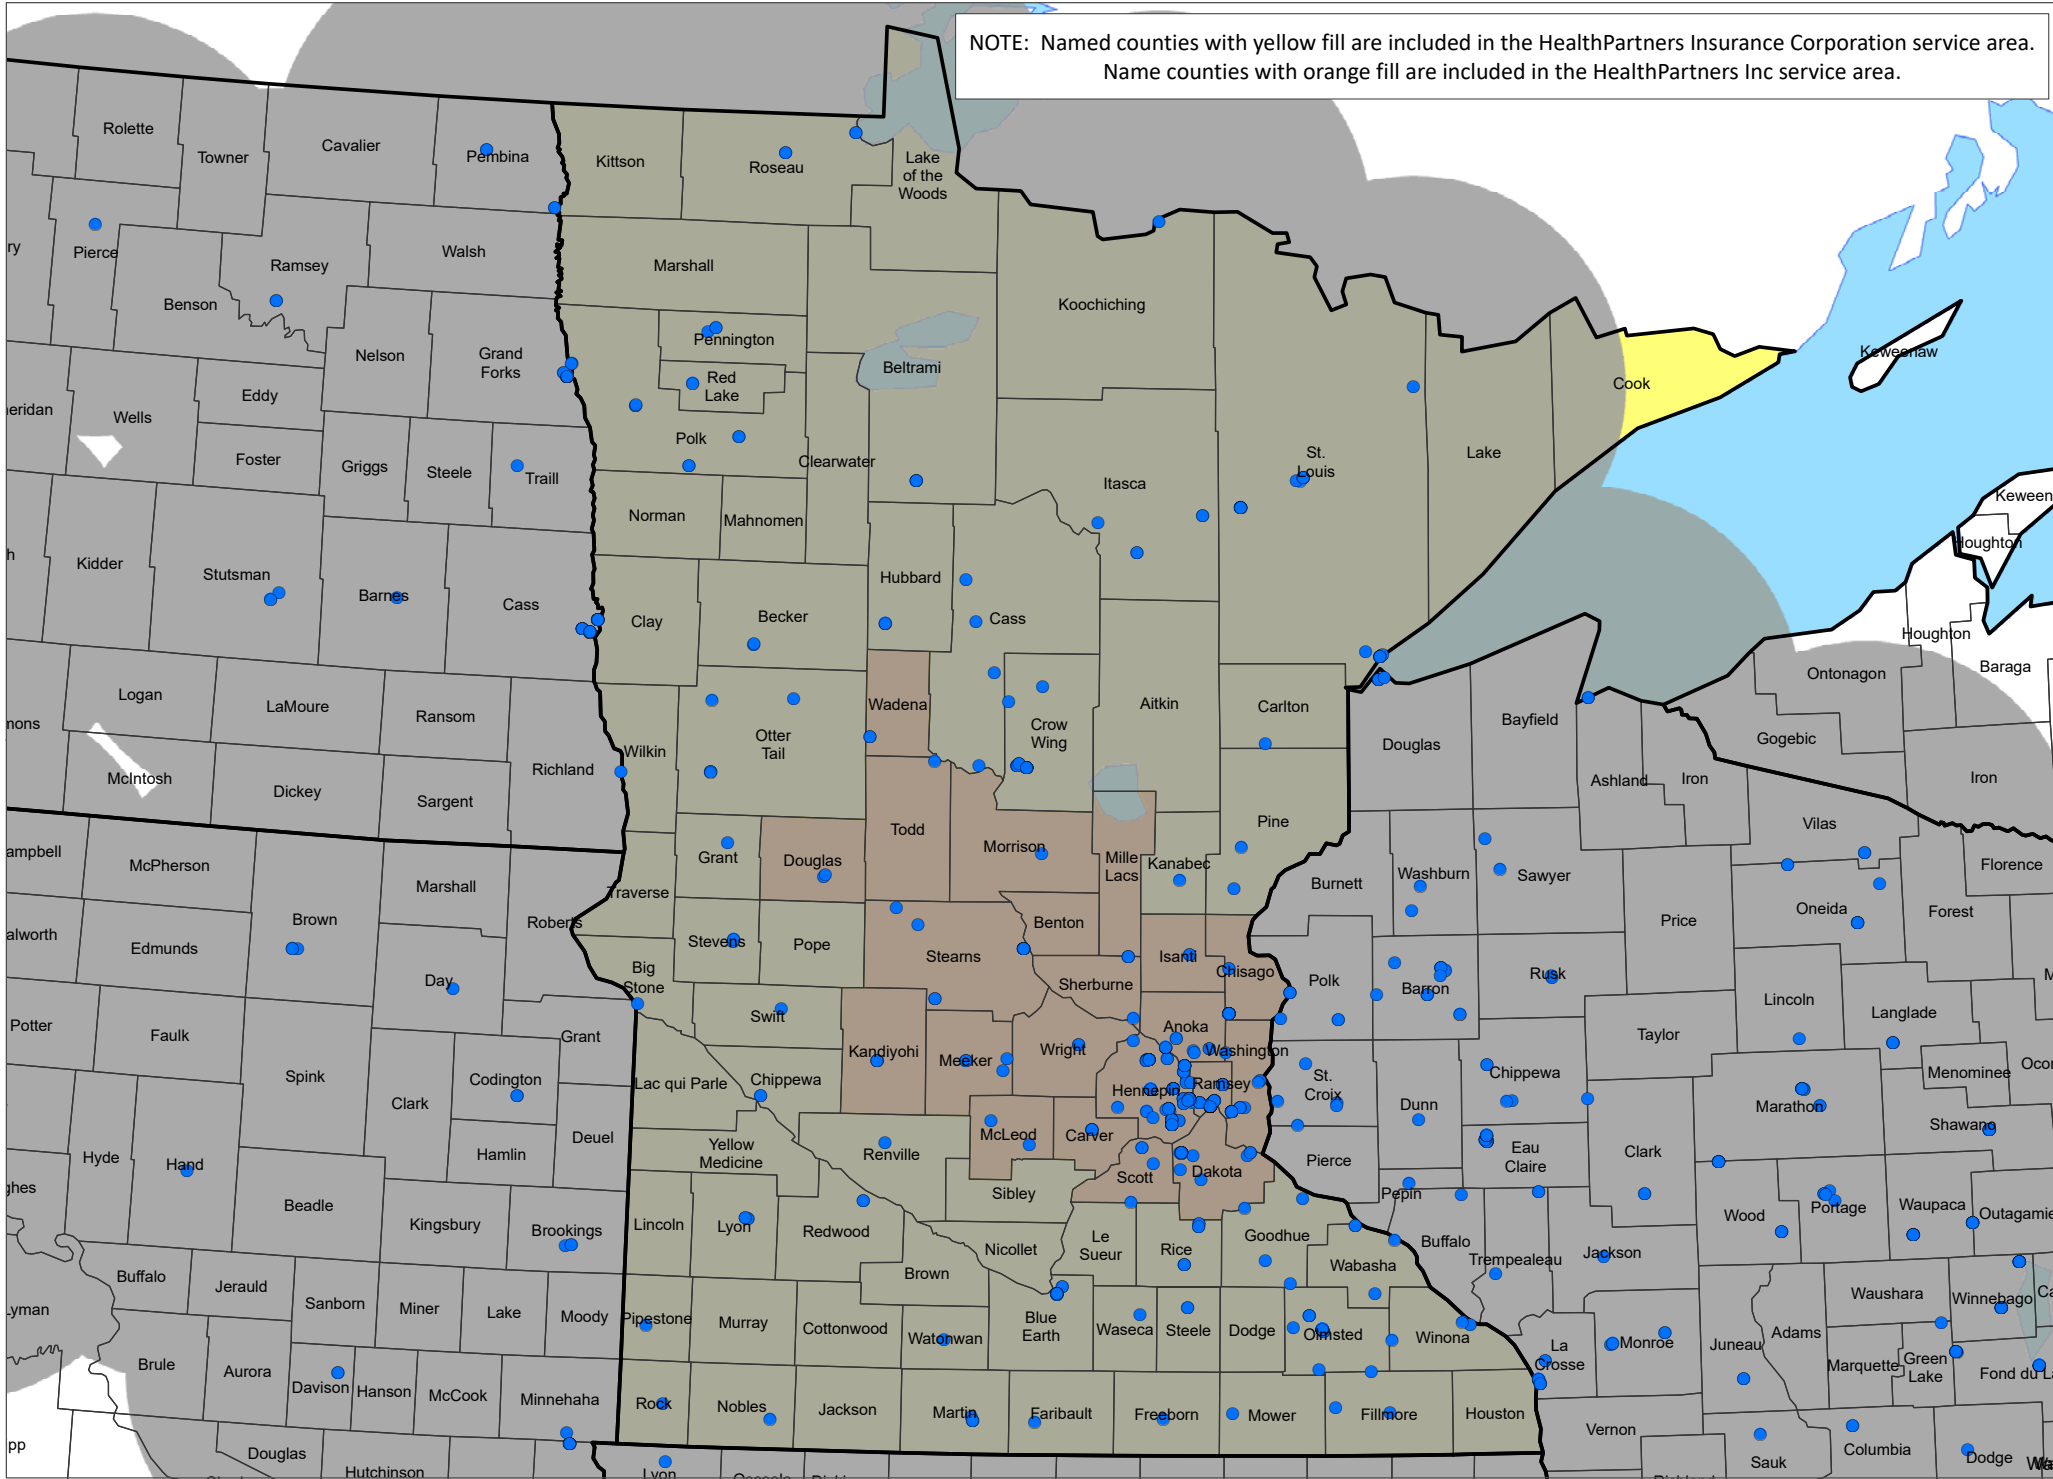 NOTE: Named counties with yellow fill are included in the HealthPartners Insurance Corporation service area.
Name counties with orange fill are included in the HealthPartners Inc service area.
Rolette
Towner
Cavalier
Pembina
Kittson
Roseau
Lake
of the
Woods
ry
Pierce
Benson
Ramsey
Walsh
Marshall
Koochiching
Nelson
Grand
Forks
Pennington
Red
Lake
Beltrami
Keweenaw
Cook
eridan
Wells
Eddy
Foster
Griggs
Steele
Traill
Polk
Clearwater
Itasca
St.
Louis
Lake
Norman
Mahnomen
Keween
Houghton
h
Kidder
Stutsman
Barnes
Cass
Clay
Becker
Hubbard
Cass
Houghton
Baraga
Ontonagon
mons
Logan
LaMoure
Ransom
Wilkin
Otter
Tail
Wadena
Crow
Wing
Aitkin
Carlton
Douglas
Bayfield
Gogebic
Iron
McIntosh
Dickey
Sargent
Richland
Ashland
Iron
ampbell
McPherson
Marshall
Grant
Douglas
Todd
Morrison
Mille
Lacs
Kanabec
Pine
Burnett
Washburn
Sawyer
Vilas
Florence
Traverse
alworth
Edmunds
Brown
Roberts
Stevens
Pope
Stearns
Benton
Price
Oneida
Forest
Day
Big
Stone
Sherburne
Isanti
Chisago
Polk
Barron
Rusk
Lincoln
Langlade
M
Potter
Faulk
Grant
Swift
Kandiyohi
Meeker
Wright
Anoka
Washington
Taylor
Menominee
Ocor
Spink
Clark
Codington
Lac qui Parle
Chippewa
Hennepin
Ramsey
St.
Croix
Dunn
Chippewa
Marathon
Shawano
Hyde
Hand
Hamlin
Deuel
Yellow
Medicine
Renville
McLeod
Carver
Scott
Dakota
Pierce
Eau
Claire
Clark
ghes
Beadle
Kingsbury
Brookings
Lincoln
Lyon
Redwood
Sibley
Nicollet
Le
Sueur
Rice
Goodhue
Wabasha
Pepin
Buffalo
Trempealeau
Jackson
Wood
Portage
Waupaca
Outagamie
Buffalo
Jerauld
Sanborn
Miner
Lake
Moody
Pipestone
Murray
Cottonwood
Brown
Watonwan
Blue
Earth
Waseca
Steele
Dodge
Olmsted
Winona
La
Crosse
Monroe
Juneau
Adams
Waushara
Winnebago
Ca
Marquette
Green
Lake
Fond du La
Lyman
Brule
Aurora
Davison
Hanson
McCook
Minnehaha
Rock
Nobles
Jackson
Martin
Faribault
Freeborn
Mower
Fillmore
Houston
Vernon
Sauk
Columbia
Dodge
pp
Douglas
Hutchinson
Lyon